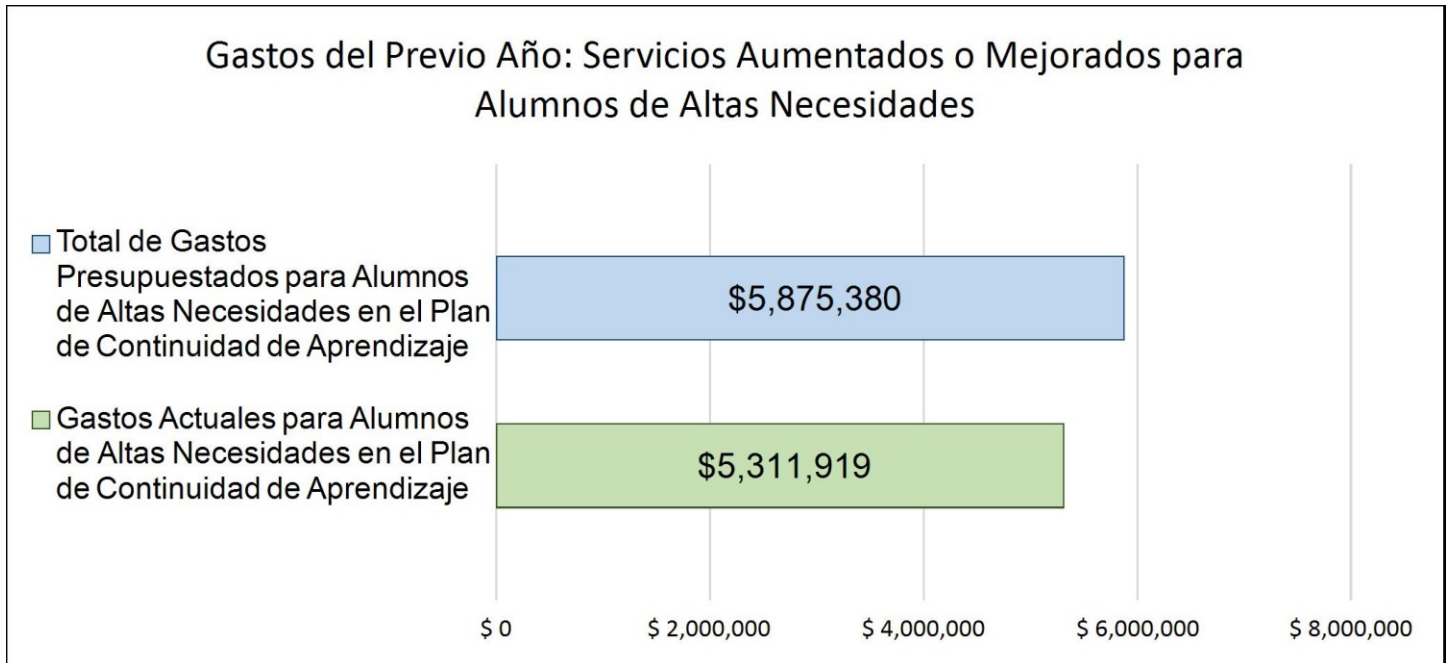 Gastos del Previo Año: Servicios Aumentados o Mejorados para
Alumnos de Altas Necesidades
Total de Gastos
Presupuestados para Alumnos
de Altas Necesidades en el Plan
de Continuidad de Aprendizaje
$5,875,380
Gastos Actuales para Alumnos
de Altas Necesidades en el Plan
de Continuidad de Aprendizaje
$5,311,919
$ 0 $ 2,000,000 $ 4,000,000 $ 6,000,000 $ 8,000,000